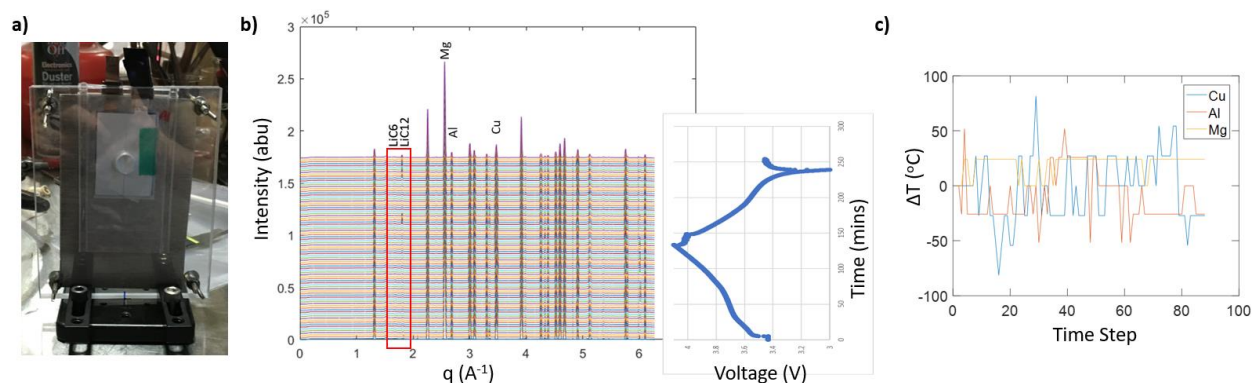 a)
Off
Electronics
Duster
b)
×10⁵
3
2.5
2
1.5
1
0.5
0
Intensity (abu)
LiC6
LiC12
Mg
Al
Cu
0 1 2 3 4 5 6
q (A⁻¹)
300
250
200
150
100
50
0
Time (mins)
4 3.8 3.6 3.4 3.2 3
Voltage (V)
c)
100
50
0
-50
-100
ΔT (°C)
Cu
Al
Mg
0 20 40 60 80 100
Time Step